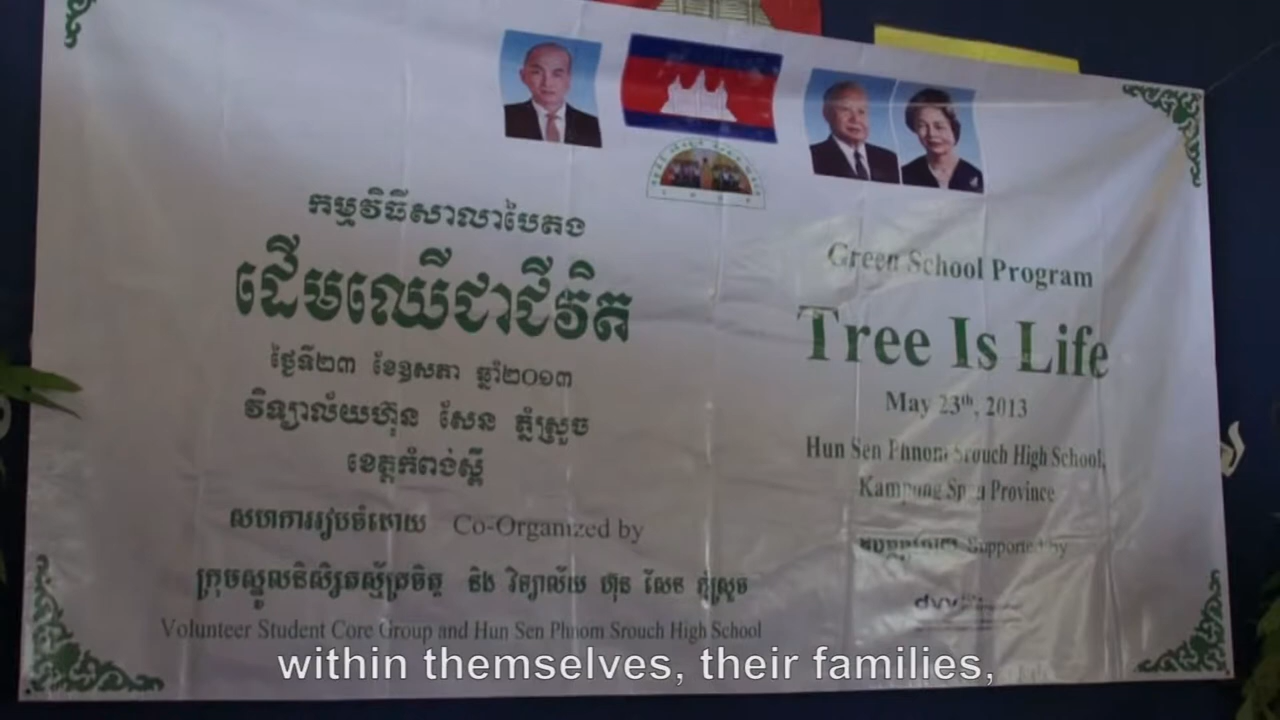 កម្មវិធីសាលាបៃតង
ដើមឈើជាជីវិត
ថ្ងៃទី២៣ ខែឧសភា ឆ្នាំ២០១៣
វិទ្យាល័យហ៊ុន សែន ភ្នំស្រួច
ខេត្តកំពង់ស្ពឺ
សហការរៀបចំដោយ Co-Organized by
ក្រុមស្នូលនិស្សិតស្ម័គ្រចិត្ត និង វិទ្យាល័យ ហ៊ុន សែន ភ្នំស្រួច
Volunteer Student Core Group and Hun Sen Phnom Srouch High School
Green School Program
Tree Is Life
May 23th, 2013
Hun Sen Phnom Srouch High School,
Kampung Speu Province
Supported by
within themselves, their families,